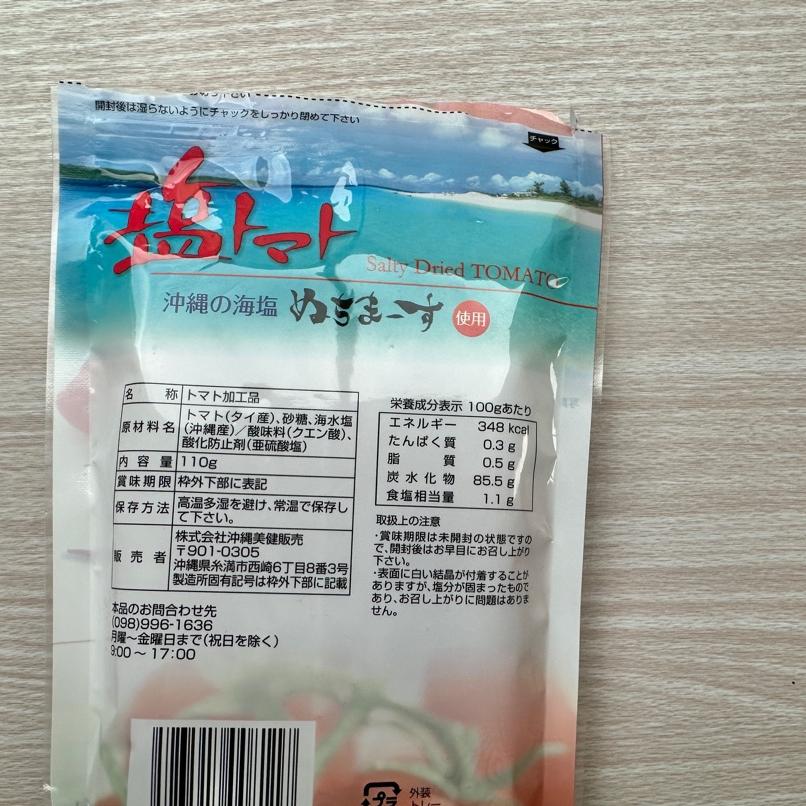 開封後は湿らないようにチャックをしっかり閉めて下さい
チャック
塩トマト
Salty Dried TOMATO
沖縄の海塩 ぬちまーす 使用
名称 トマト加工品
原材料名 トマト(タイ産)、砂糖、海水塩
(沖縄産)/酸味料(クエン酸)、
酸化防止剤(亜硫酸塩)
内容量 110g
賞味期限 枠外下部に表記
保存方法 高温多湿を避け、常温で保存し
て下さい。
販売者 株式会社沖縄美健販売
〒901-0305
沖縄県糸満市西崎6丁目8番3号
製造所固有記号は枠外下部に記載
本品のお問合わせ先
(098)996-1636
月曜~金曜日まで(祝日を除く)
9:00~17:00
栄養成分表示 100gあたり
エネルギー 348 kcal
たんぱく質 0.3 g
脂質 0.5 g
炭水化物 85.5 g
食塩相当量 1.1 g
取扱上の注意
・賞味期限は未開封の状態ですの
で、開封後はお早目にお召し上がり
下さい。
・表面に白い結晶が付着することが
ありますが、塩分が固まったもので
あり、お召し上がりに問題はありま
せん。
プラ
外装
トレー